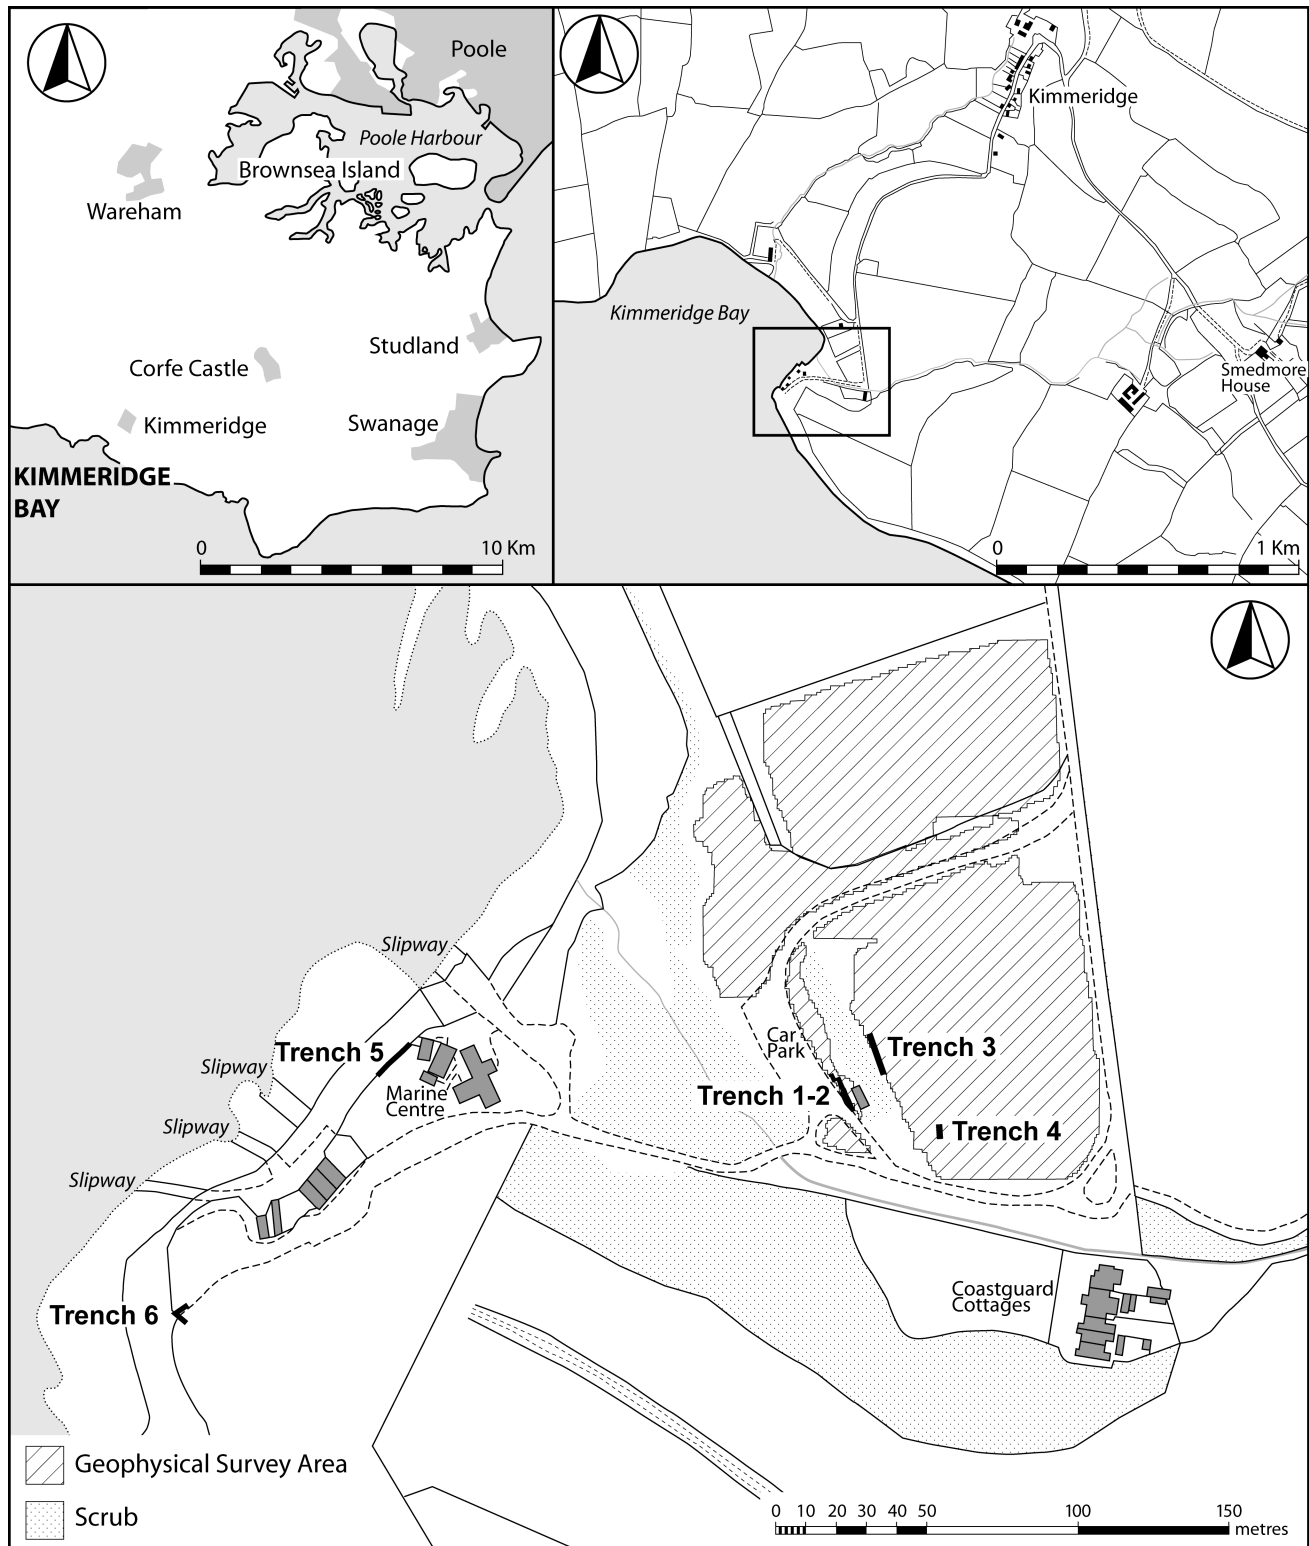 Poole
Poole Harbour
Brownsea Island
Wareham
Studland
Corfe Castle
Swanage
Kimmeridge
KIMMERIDGE
BAY
0 10 Km
Kimmeridge
Kimmeridge Bay
Smedmore
House
0 1 Km
Slipway
Trench 5
Slipway
Marine
Centre
Slipway
Slipway
Trench 6
Car
Park
Trench 3
Trench 1-2
Trench 4
Coastguard
Cottages
Geophysical Survey Area
Scrub
0 10 20 30 40 50 100 150
metres